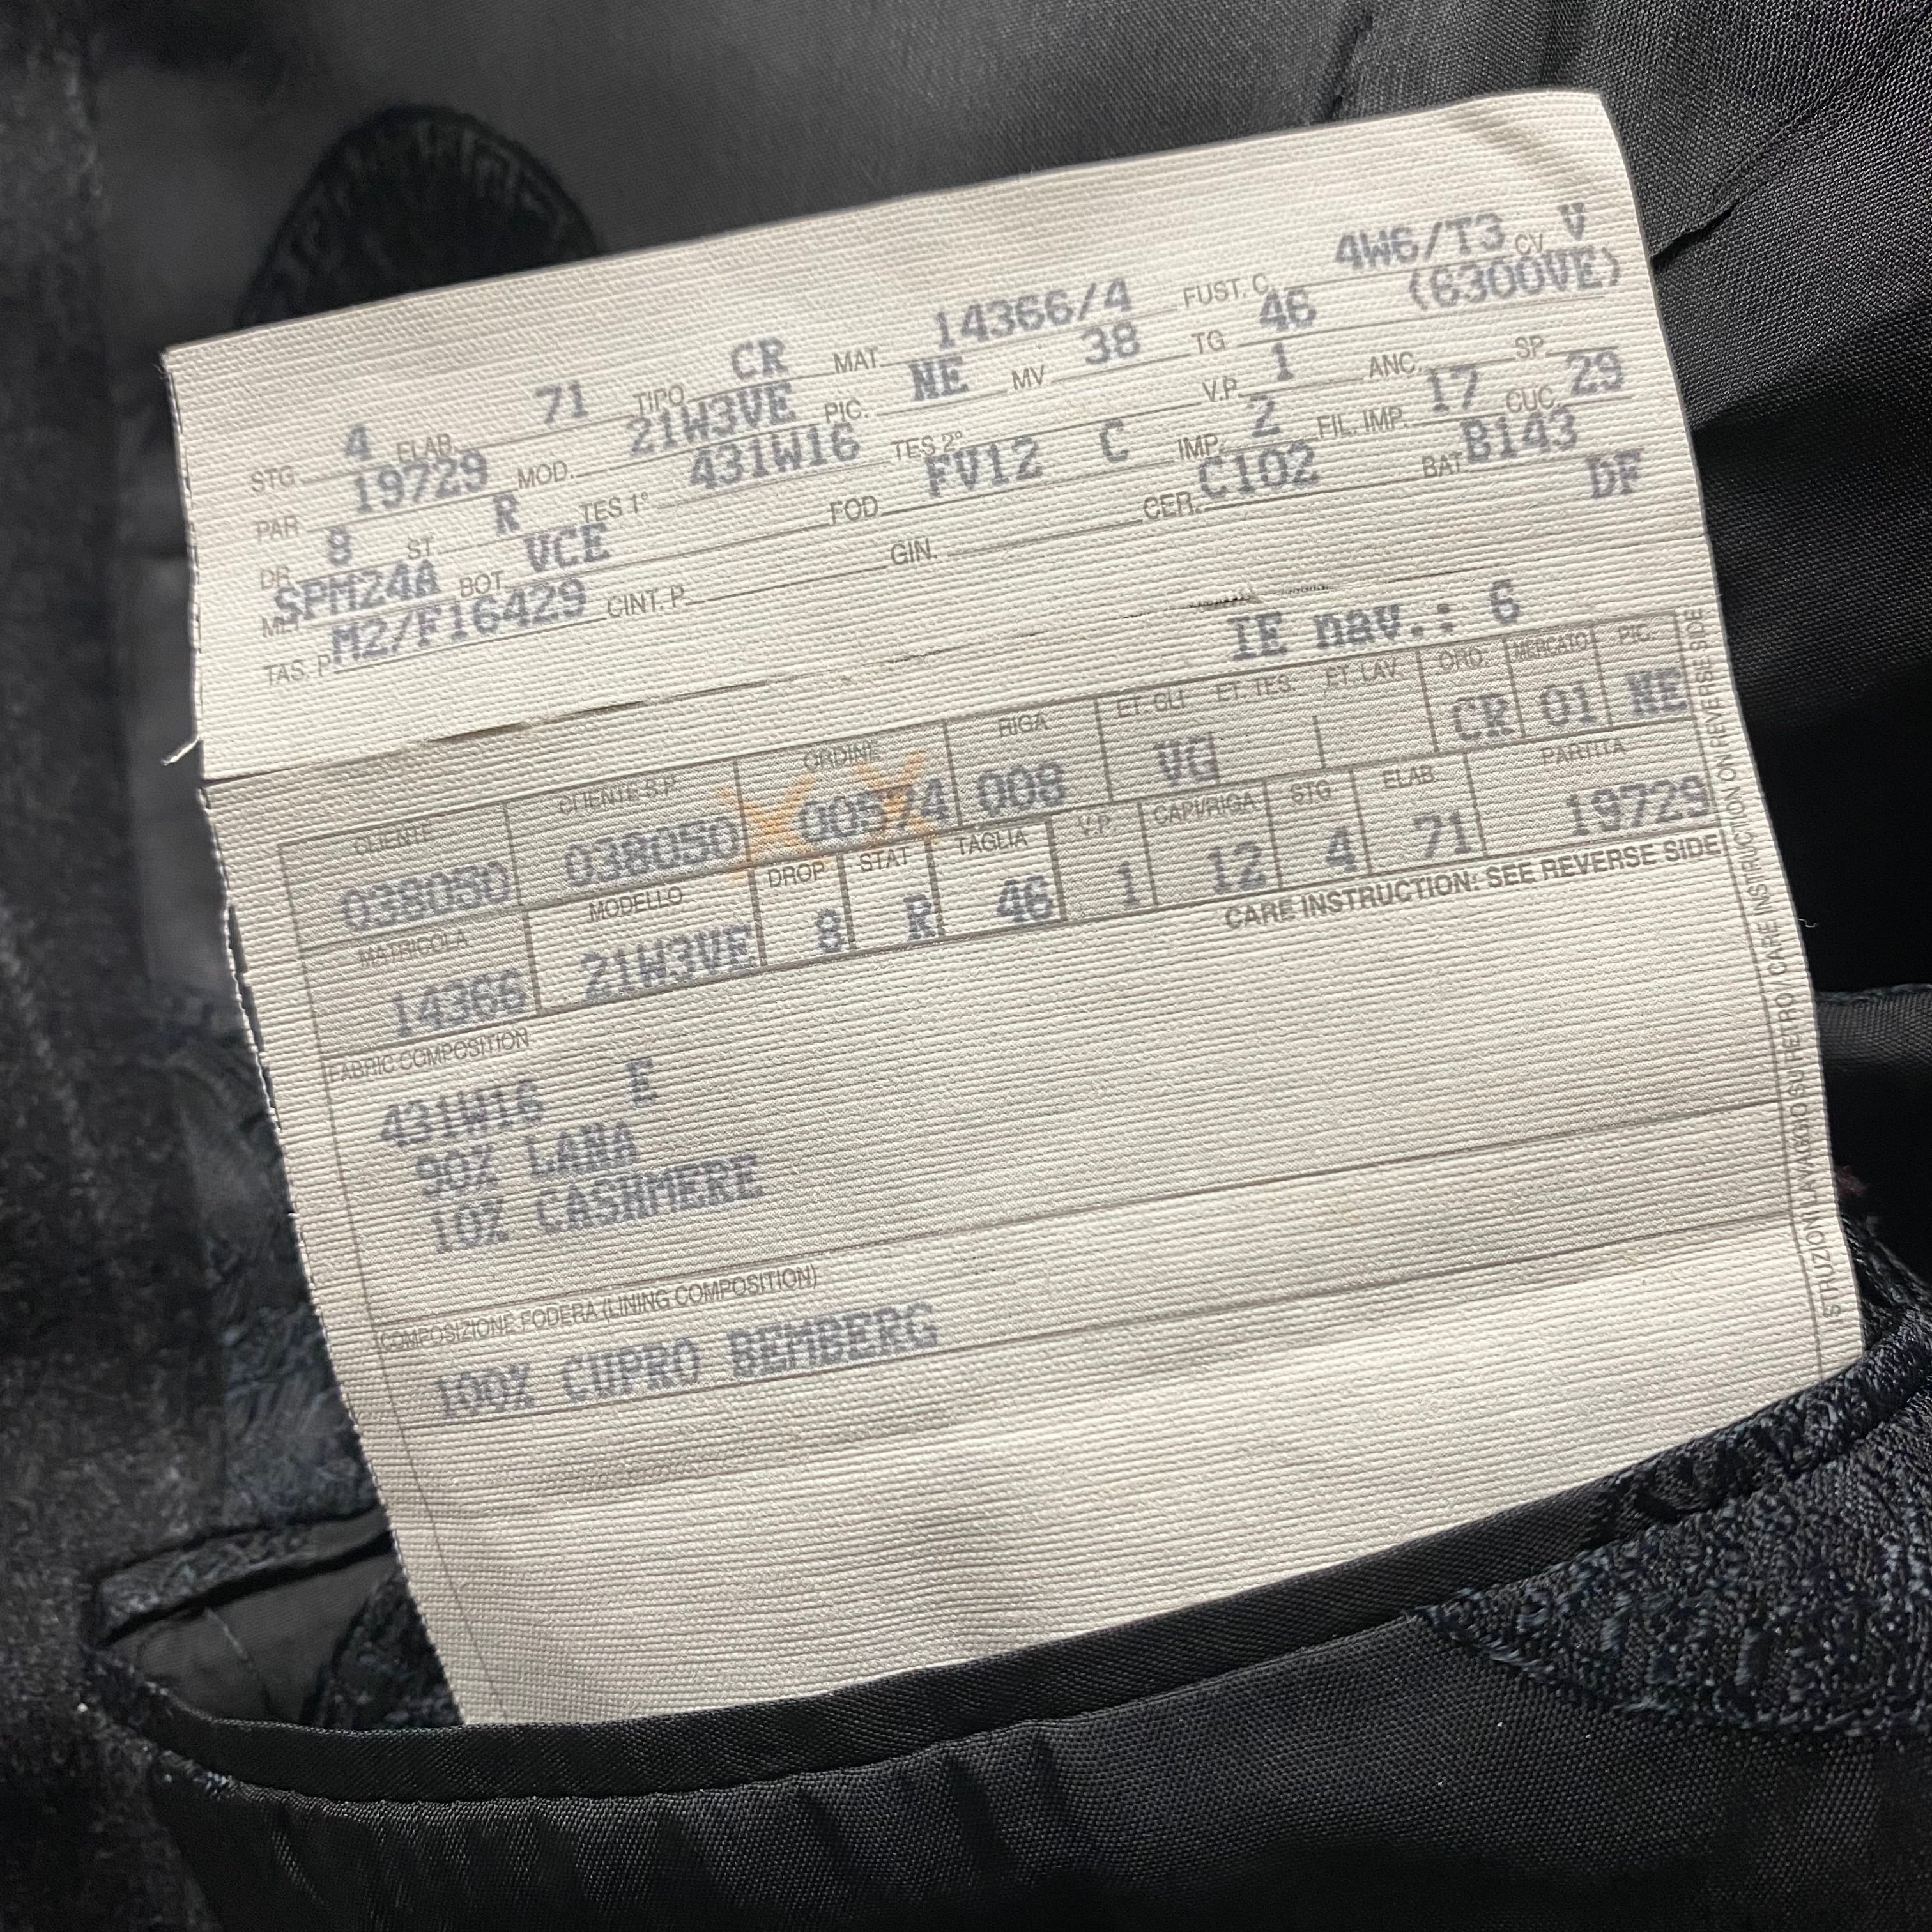 4W6/T3 CV V
STG 4 ELAB. 71 TIPO CR MAT. 14366/4 FUST. C. (6300VE)
PAR 19729 MOD. 21W3VE PIC. NE MV 38 TG 46
DR 8 ST R TES 1° 431W16 TES 2° V.P. 1 ANC. SP.
SPM24A BOT. VCE FOD. FV12 C IMP. 2 FIL. IMP. 17 CUC. 29
TAS. P M2/F16429 CINT. P. GIN. CER. C102 BAT B143
DF
IE nav.: 6
CLIENTE CLIENTE S.P. ORDINE RIGA ET. GLI ET. TES. ET. LAV. ORD. MERCATO PIC.
038050 038050 00574 008 VG CR 01 NE
MATRICOLA MODELLO DROP STAT TAGLIA V.P. CAPI/RIGA STG ELAB. PARTITA
14366 21W3VE 8 R 46 1 12 4 71 19729
FABRIC COMPOSITION CARE INSTRUCTION: SEE REVERSE SIDE
431W16 E
90% LANA
10% CASHMERE
COMPOSIZIONE FODERA (LINING COMPOSITION)
100% CUPRO BEMBERG
ISTRUZIONI LAVAGGIO SU RETRO / CARE INSTRUCTION ON REVERSE SIDE